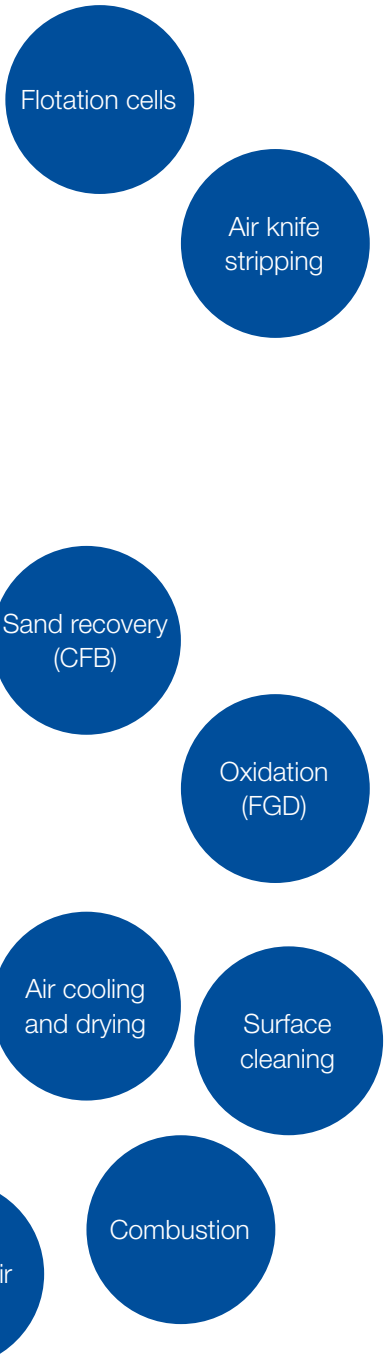 Flotation cells
Air knife
stripping
Sand recovery
(CFB)
Oxidation
(FGD)
Air cooling
and drying
Surface
cleaning
Combustion